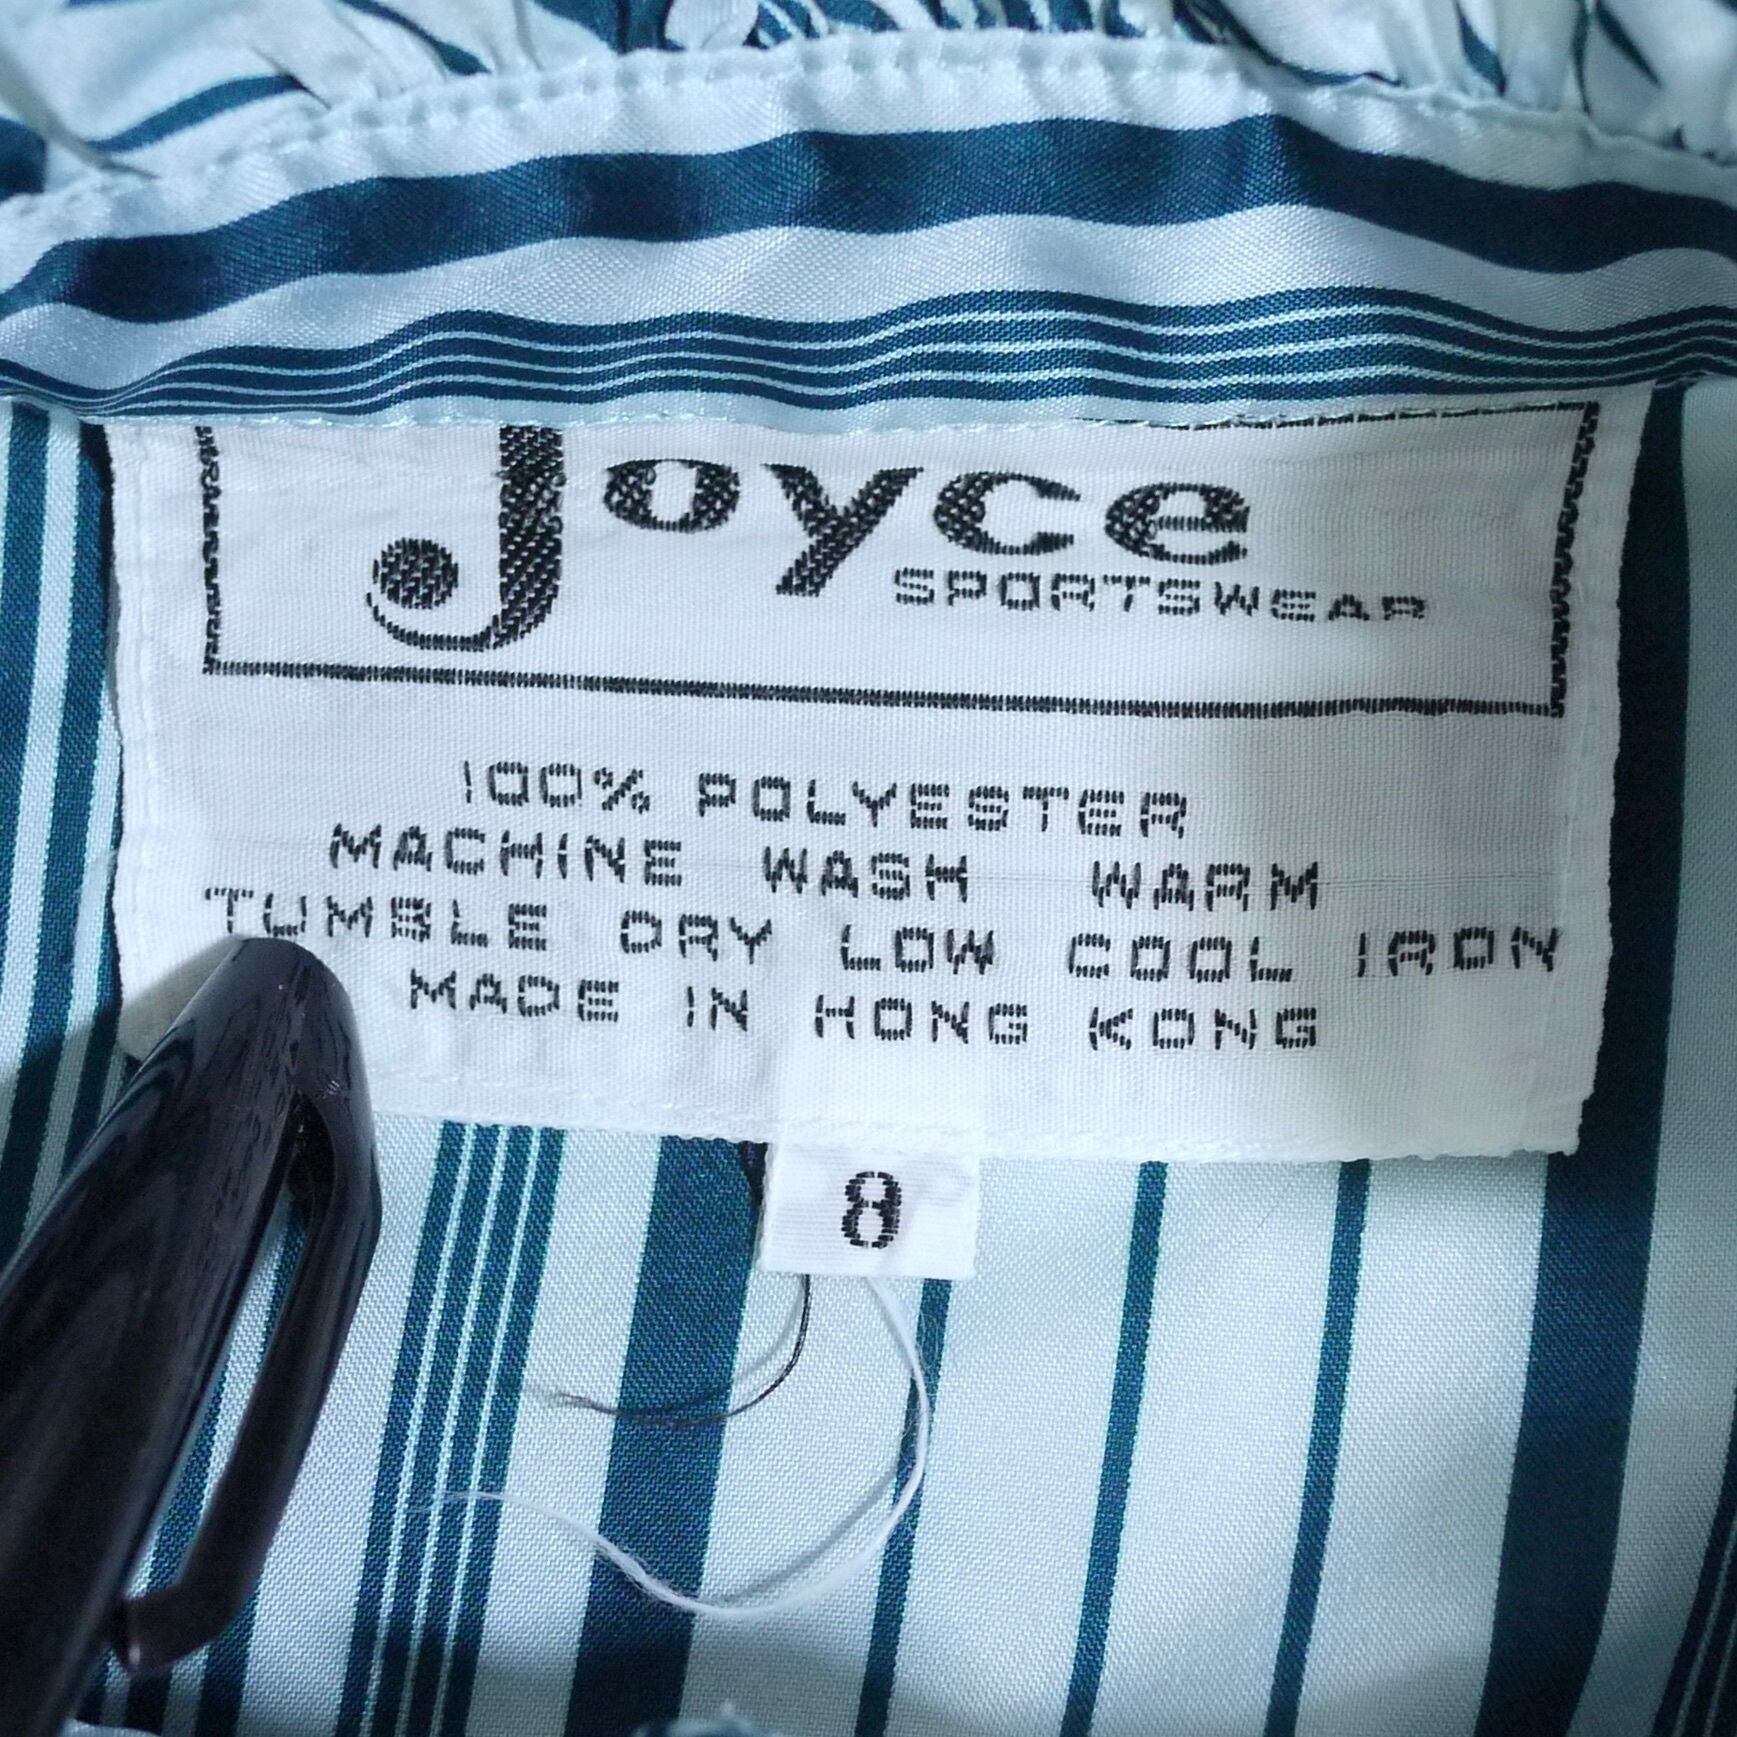 Joyce
SPORTSWEAR
100% POLYESTER
MACHINE WASH WARM
TUMBLE DRY LOW COOL IRON
MADE IN HONG KONG
8